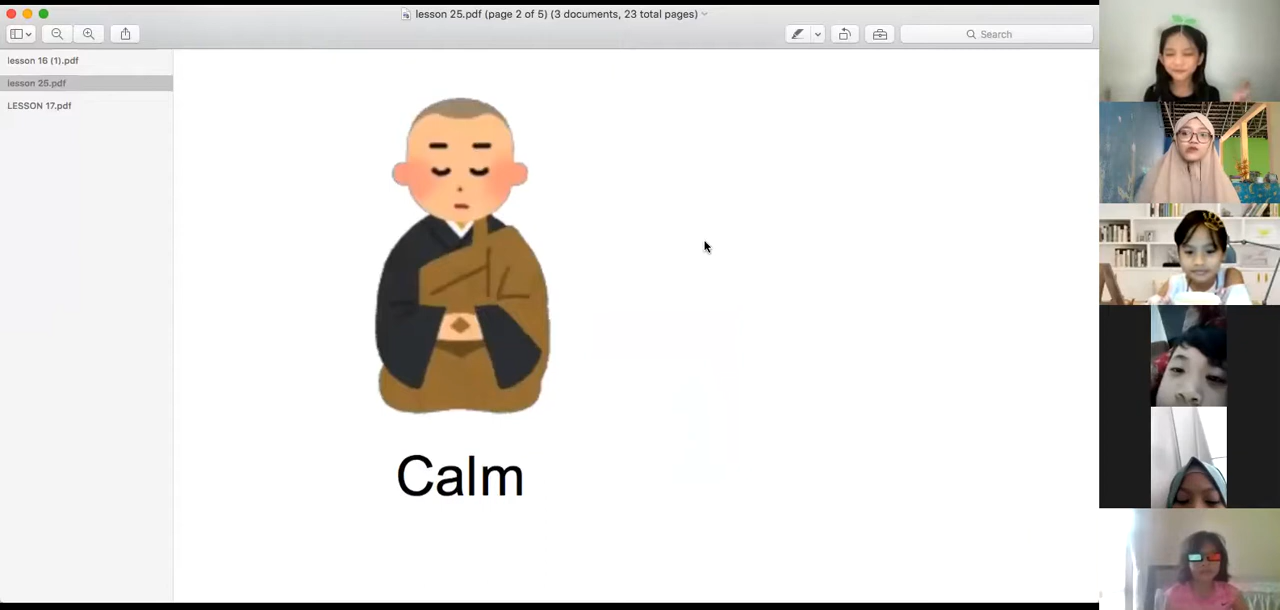 lesson 25.pdf (page 2 of 5) (3 documents, 23 total pages)
Search
lesson 16 (1).pdf
lesson 25.pdf
LESSON 17.pdf
Calm